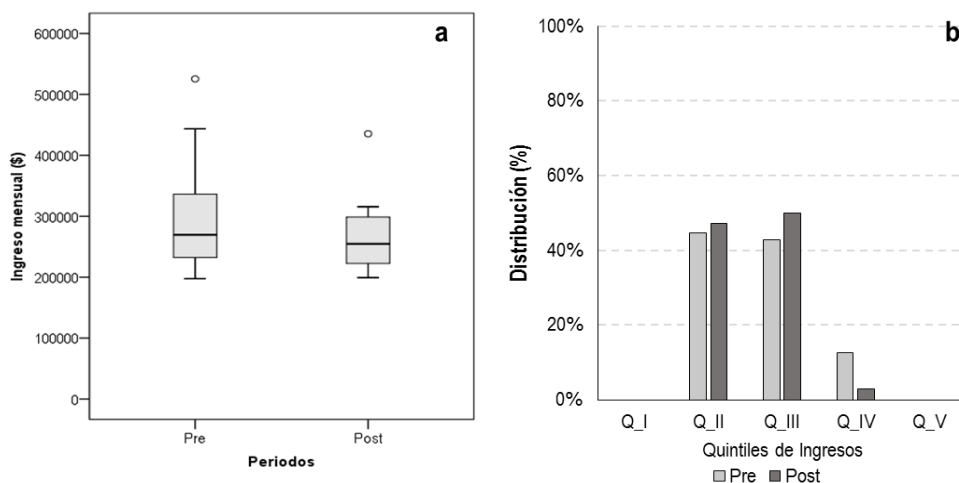 a
Ingreso mensual ($)
600000
500000
400000
300000
200000
100000
0
Pre Post
Periodos
b
Distribución (%)
100%
80%
60%
40%
20%
0%
Q_I Q_II Q_III Q_IV Q_V
Quintiles de Ingresos
Pre Post